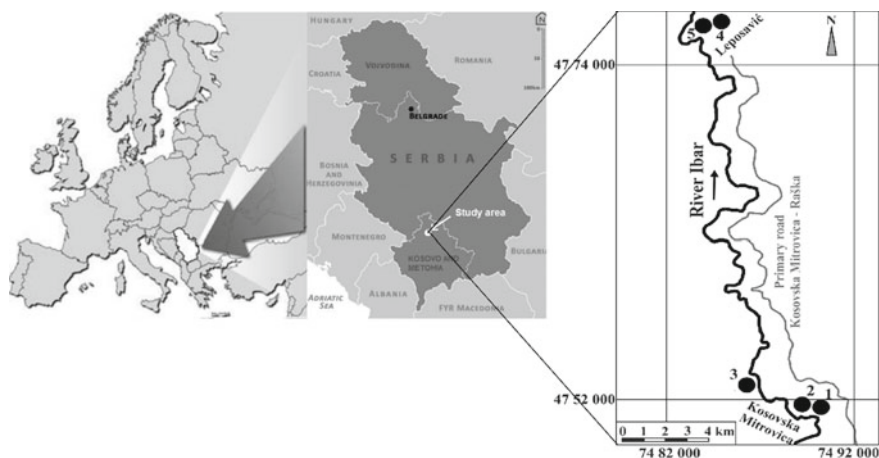 HUNGARY
VOJVODINA
ROMANIA
CROATIA
BELGRADE
SERBIA
BOSNIA
AND
HERZEGOVINIA
Study area
MONTENEGRO
BULGARIA
KOSOVO AND
METOHIA
ADRIATIC
SEA
ALBANIA
FYR MACEDONIA
N
5 4
Leposavić
N
47 74 000
River Ibar
Primary road
Kosovska Mitrovica - Raška
3
2 1
47 52 000
Kosovska
Mitrovica
0 1 2 3 4 km
74 82 000 74 92 000